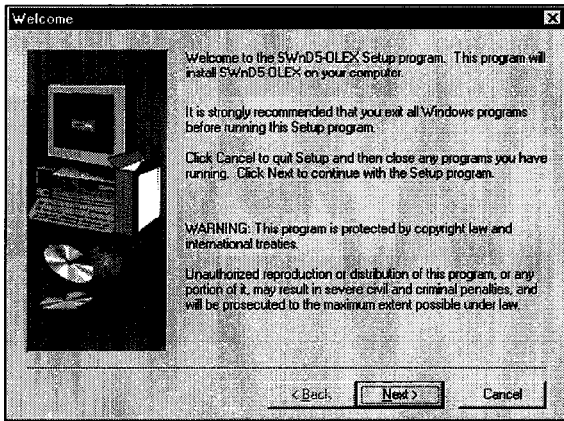 Welcome
Welcome to the SWnD5-OLEX Setup program. This program will
install SWnD5-OLEX on your computer.
It is strongly recommended that you exit all Windows programs
before running this Setup program.
Click Cancel to quit Setup and then close any programs you have
running. Click Next to continue with the Setup program.
WARNING: This program is protected by copyright law and
international treaties.
Unauthorized reproduction or distribution of this program, or any
portion of it, may result in severe civil and criminal penalties, and
will be prosecuted to the maximum extent possible under law.
< Back
Next >
Cancel